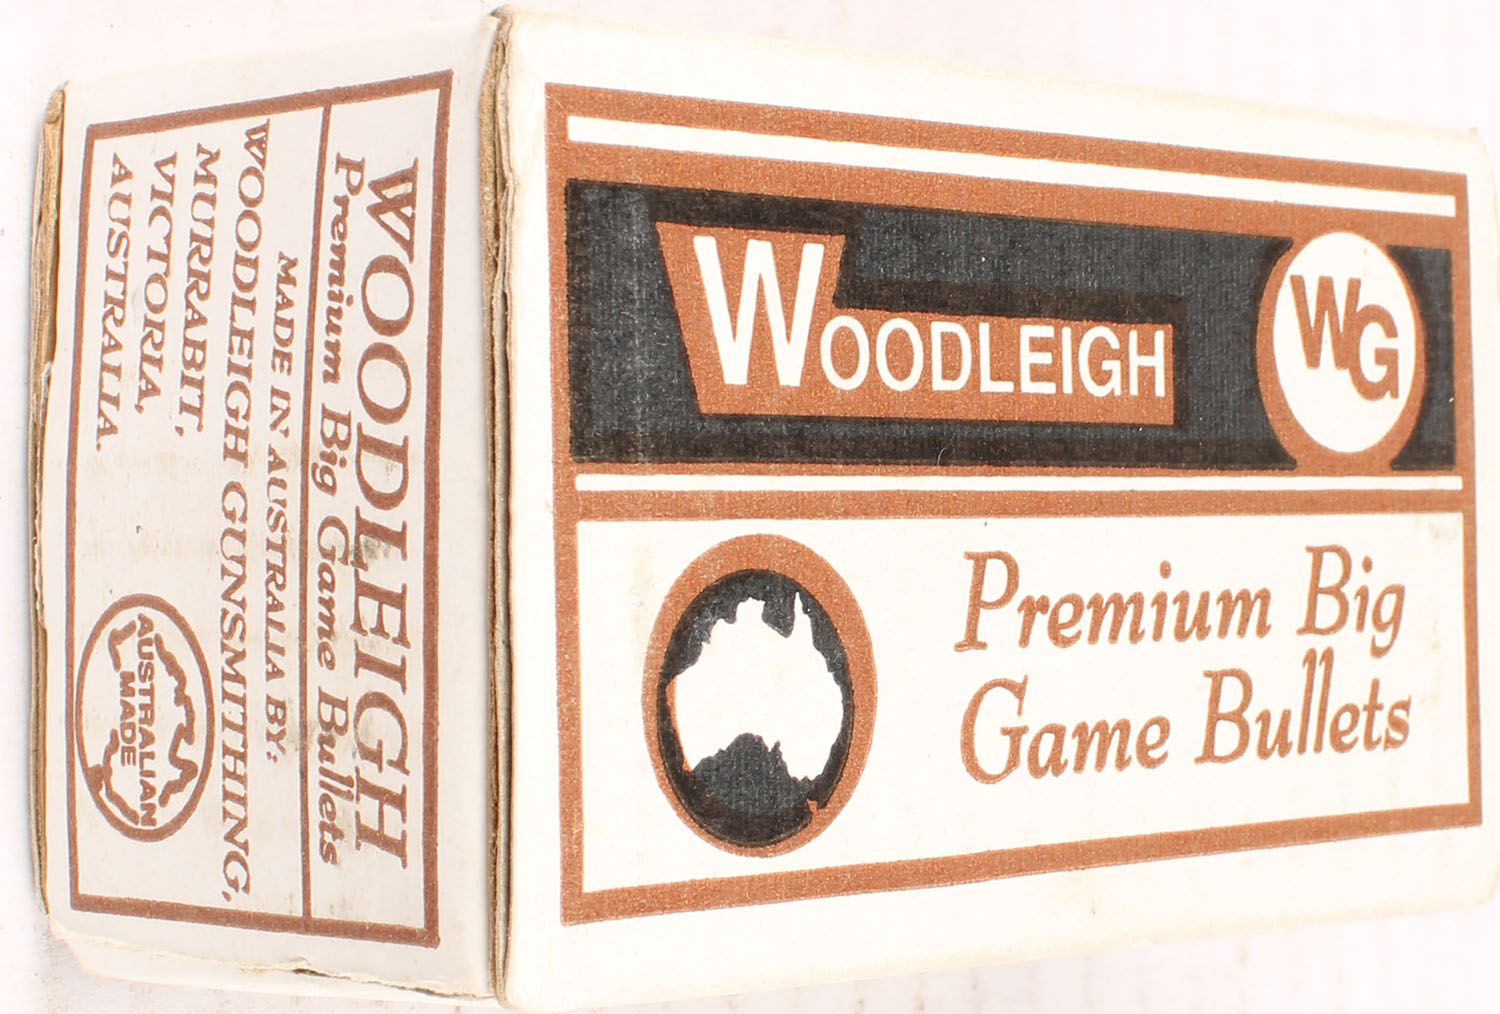 WOODLEIGH
WG
Premium Big
Game Bullets
WOODLEIGH
Premium Big Game Bullets
MADE IN AUSTRALIA BY:
WOODLEIGH GUNSMITHING,
MURRABIT,
VICTORIA,
AUSTRALIA.
AUSTRALIAN
MADE